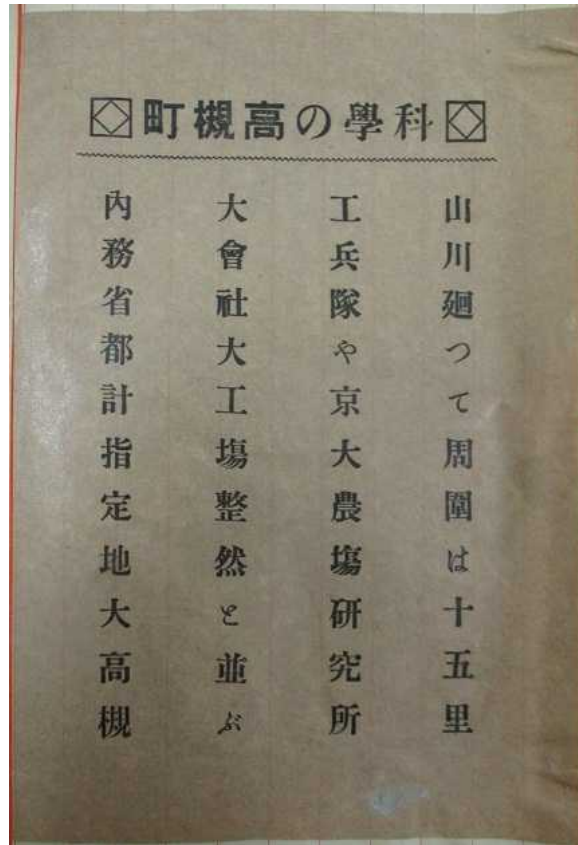 科學の高槻町
山川廻つて周圍は十五里
工兵隊や京大農塲研究所
大會社大工塲整然と並ぶ
內務省都計指定地大高槻